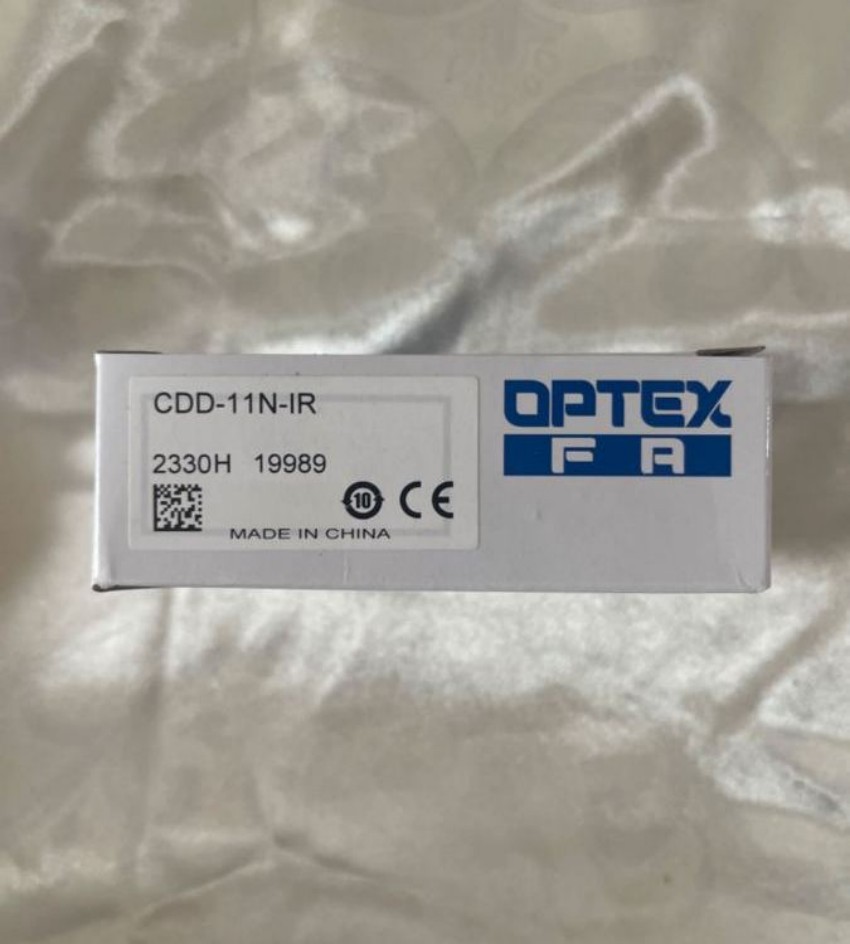 CDD-11N-IR
2330H 19989
10 CE
MADE IN CHINA
OPTEX
FA